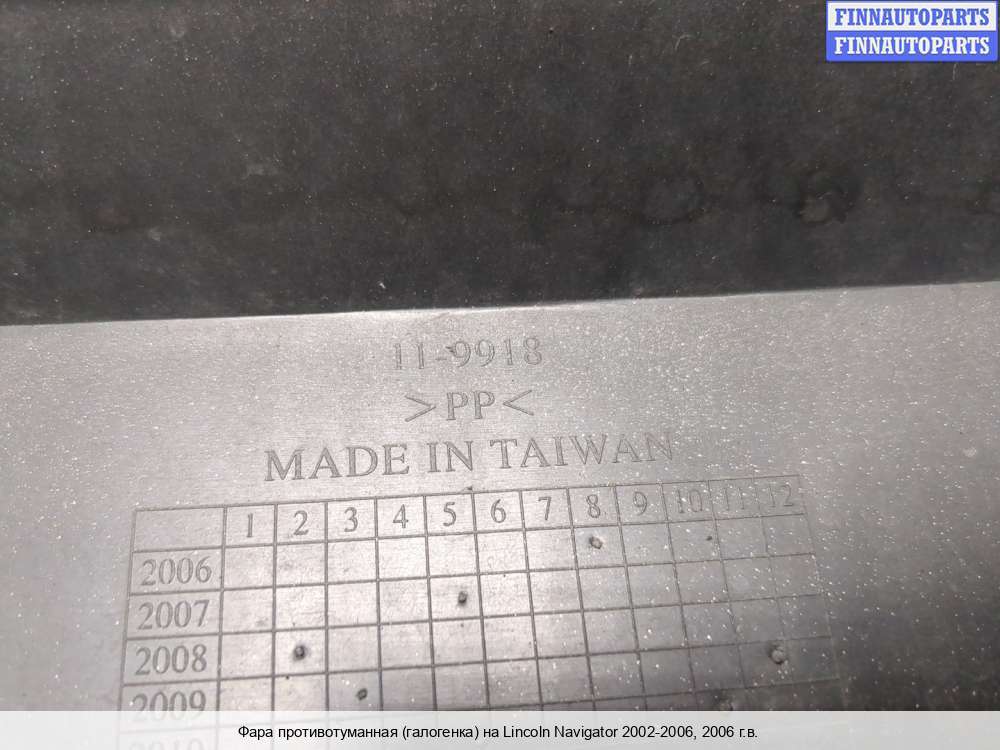 FINNAUTOPARTS
FINNAUTOPARTS
11-9918
>PP<
MADE IN TAIWAN
1 2 3 4 5 6 7 8 9 10 11 12
2006
2007
2008
2009
2010
Фара противотуманная (галогенка) на Lincoln Navigator 2002-2006, 2006 г.в.